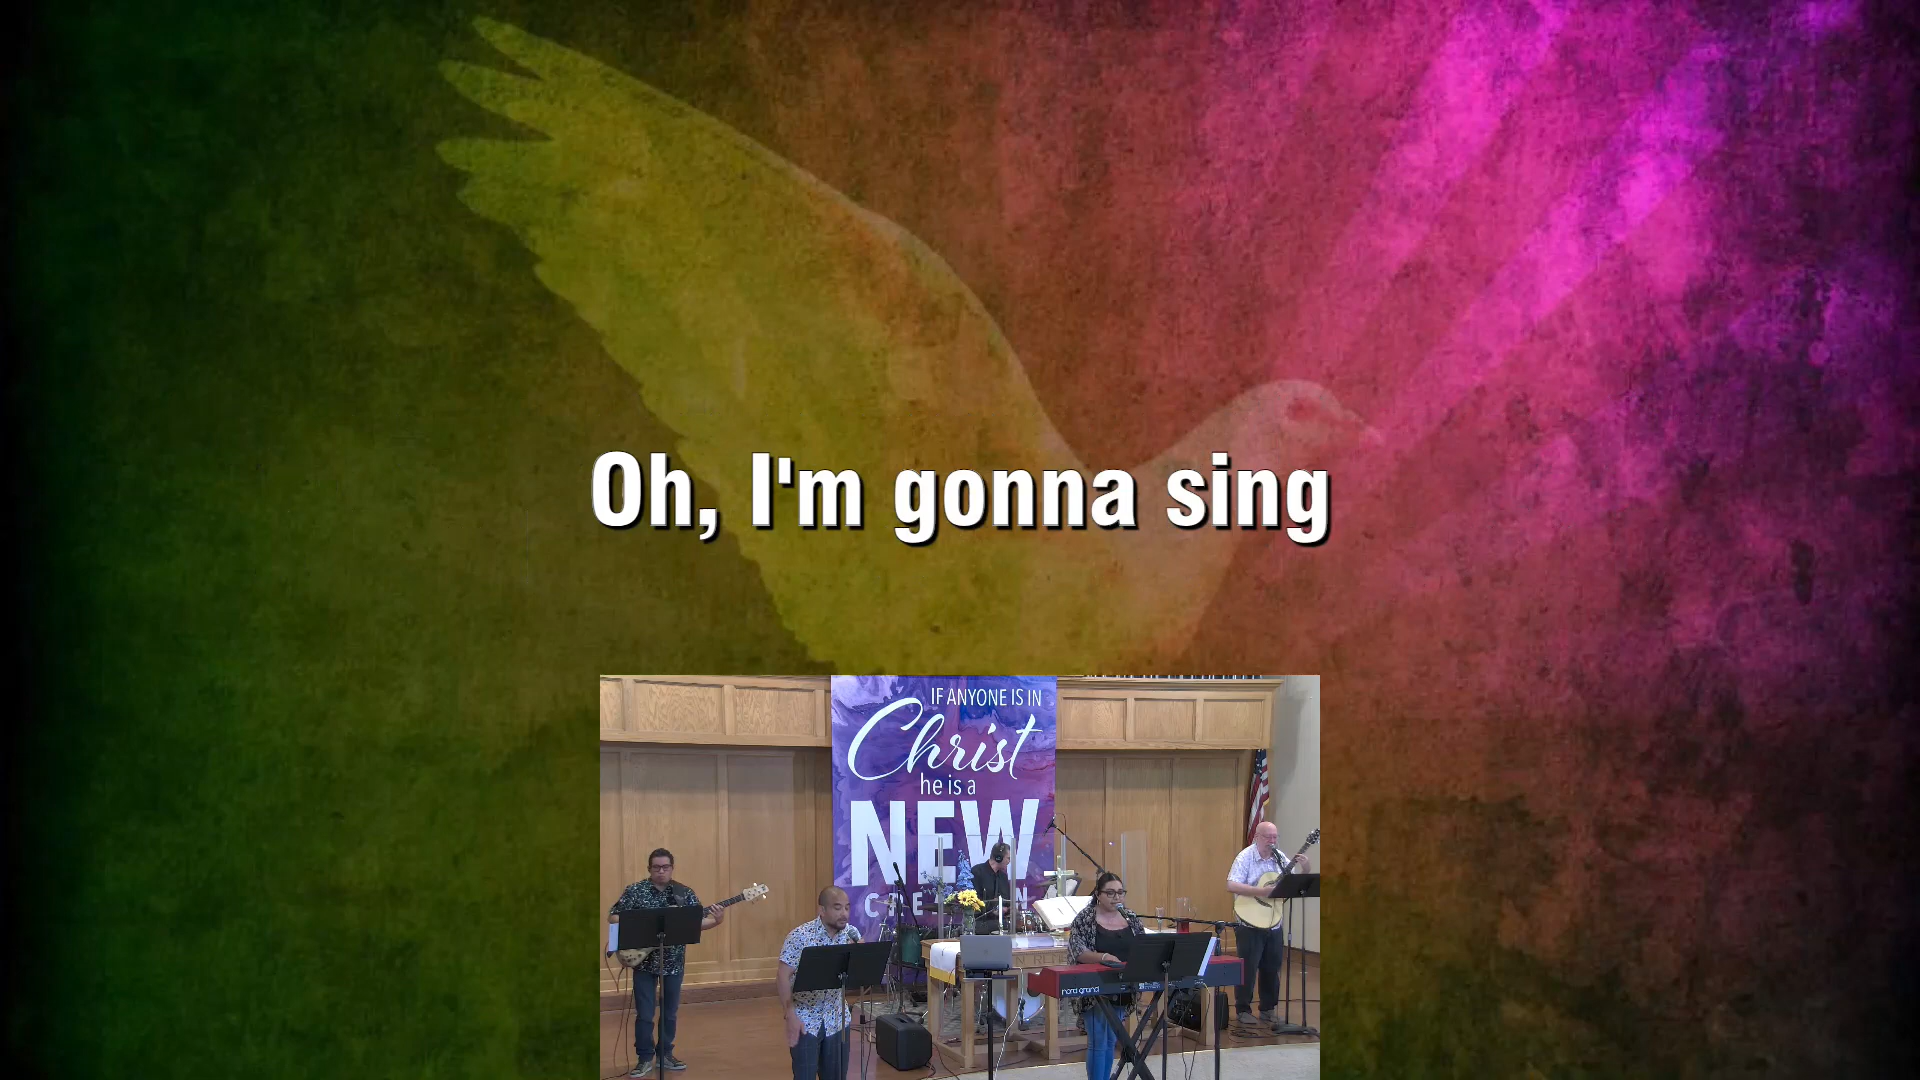 Oh, I'm gonna sing
IF ANYONE IS IN
Christ
he is a
NEW
nord grand